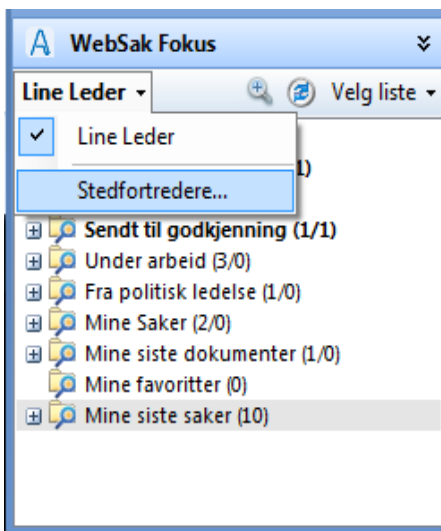 WebSak Fokus
Line Leder Velg liste
Line Leder
1)
Stedfortredere...
Sendt til godkjenning (1/1)
Under arbeid (3/0)
Fra politisk ledelse (1/0)
Mine Saker (2/0)
Mine siste dokumenter (1/0)
Mine favoritter (0)
Mine siste saker (10)